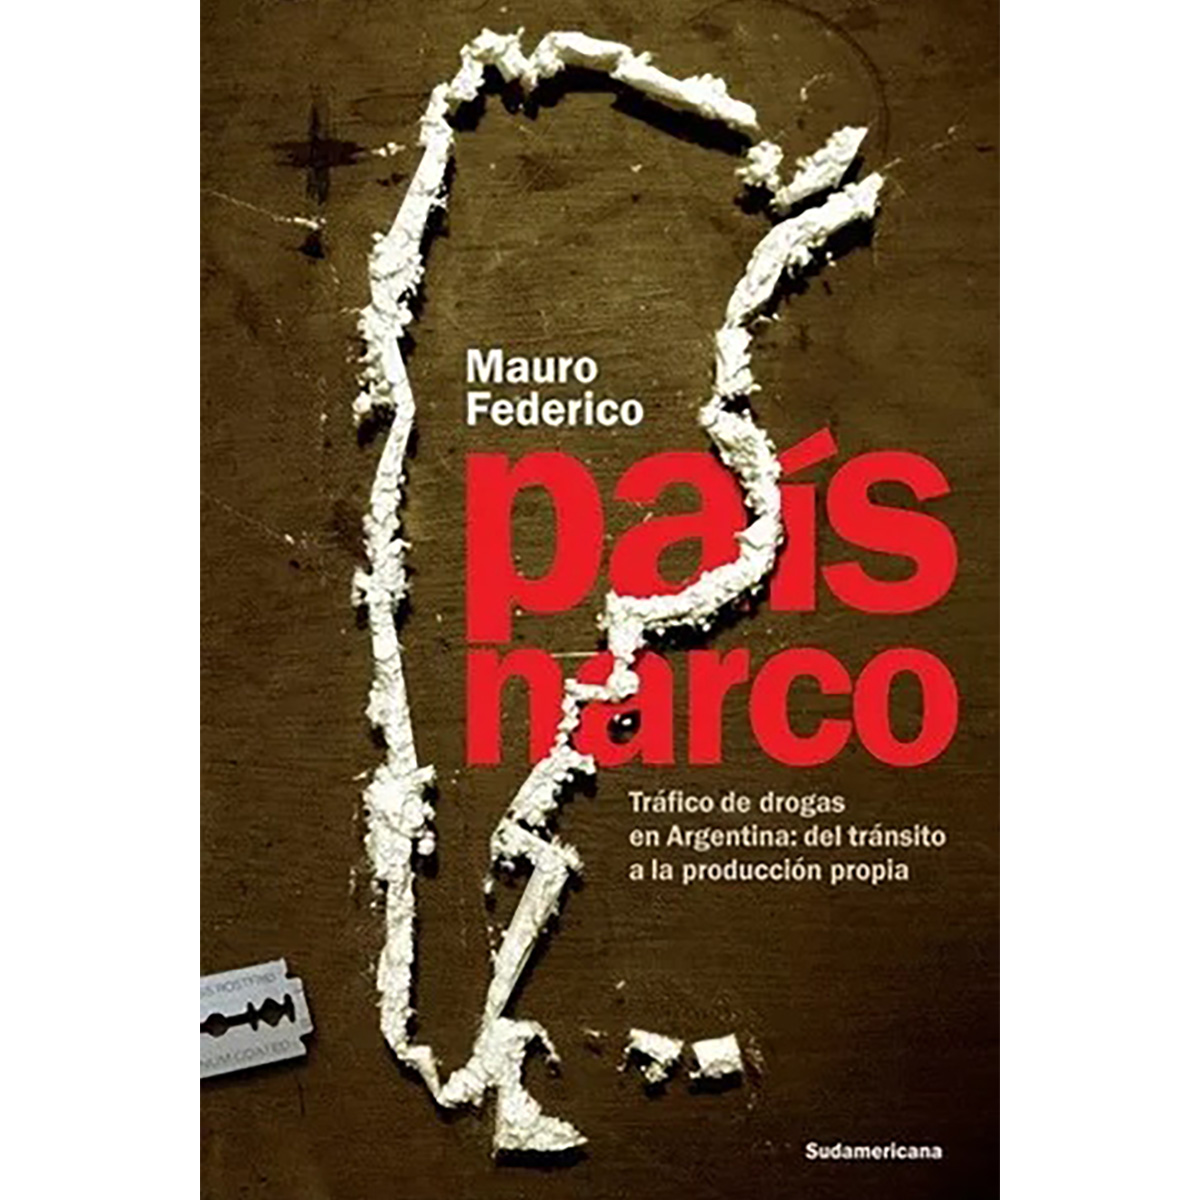 Mauro
Federico
país
narco
Tráfico de drogas
en Argentina: del tránsito
a la producción propia
Sudamericana